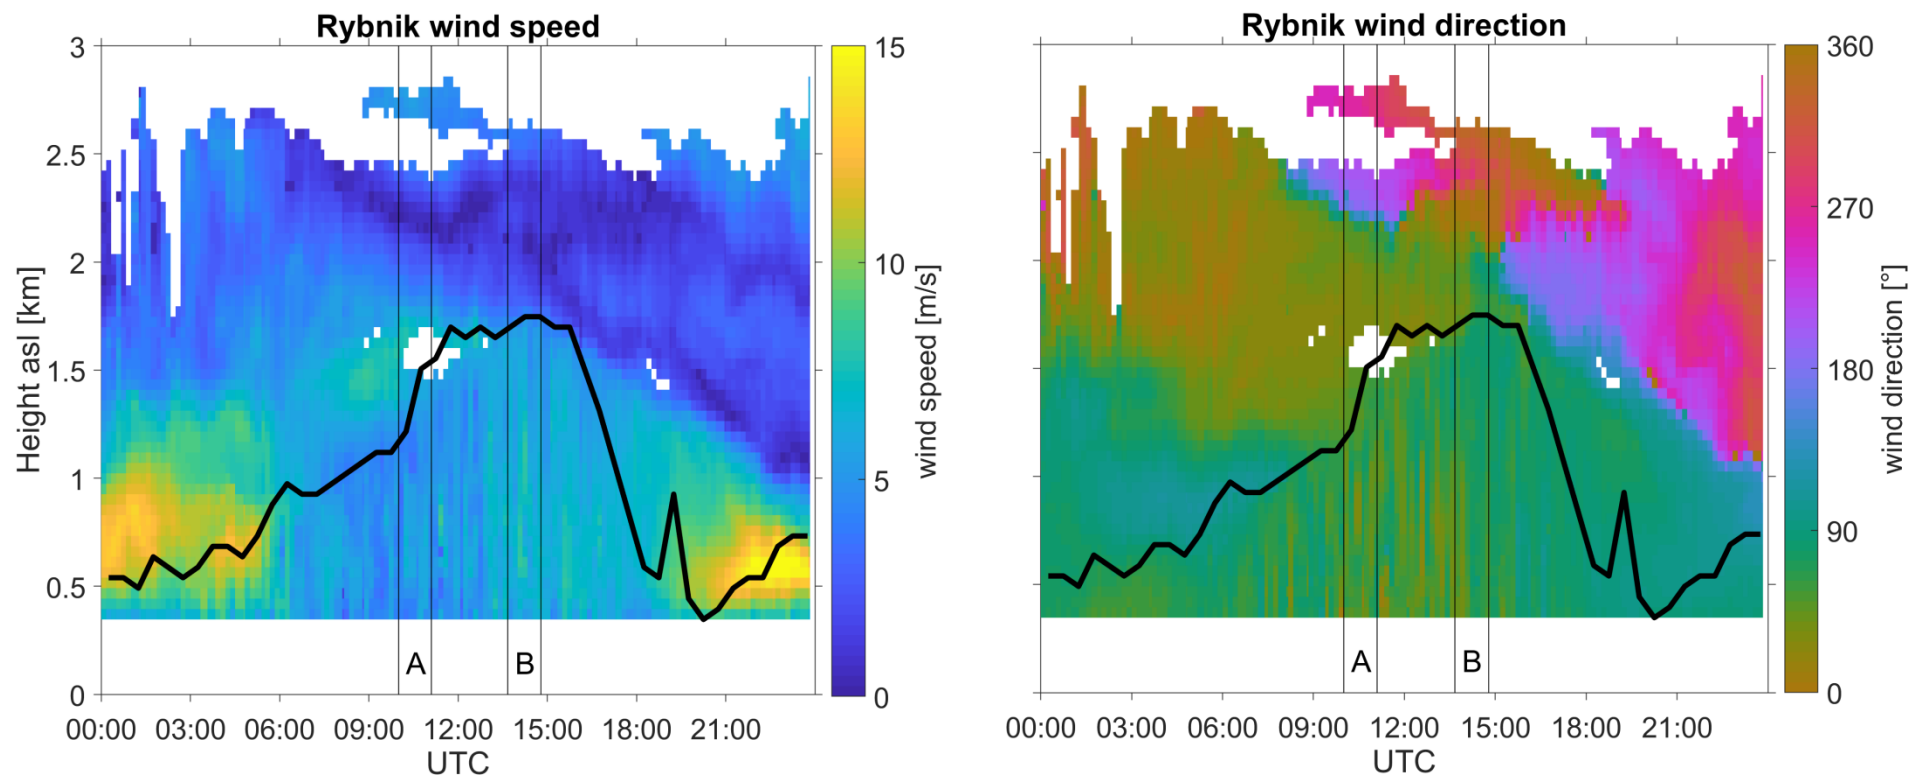 Rybnik wind speed
3
2.5
2
1.5
1
0.5
0
Height asl [km]
A
B
00:00 03:00 06:00 09:00 12:00 15:00 18:00 21:00
UTC
15
10
5
0
wind speed [m/s]
Rybnik wind direction
A
B
00:00 03:00 06:00 09:00 12:00 15:00 18:00 21:00
UTC
360
270
180
90
0
wind direction [°]